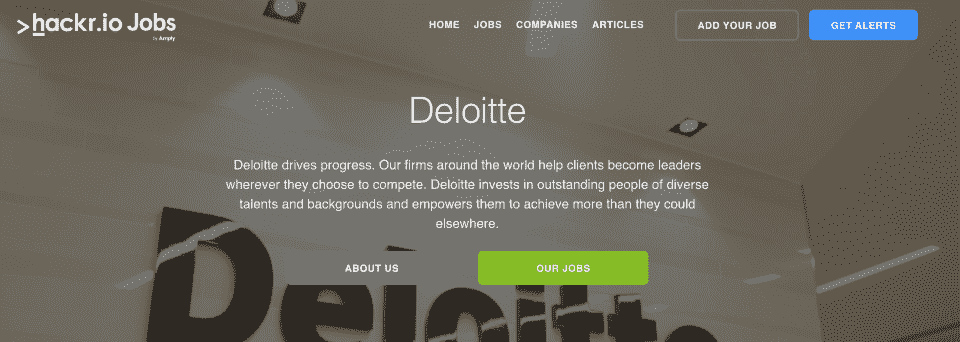 >hackr.io Jobs
by Amply
HOME JOBS COMPANIES ARTICLES ADD YOUR JOB GET ALERTS
Deloitte
Deloitte drives progress. Our firms around the world help clients become leaders
wherever they choose to compete. Deloitte invests in outstanding people of diverse
talents and backgrounds and empowers them to achieve more than they could
elsewhere.
ABOUT US OUR JOBS
Deloitte